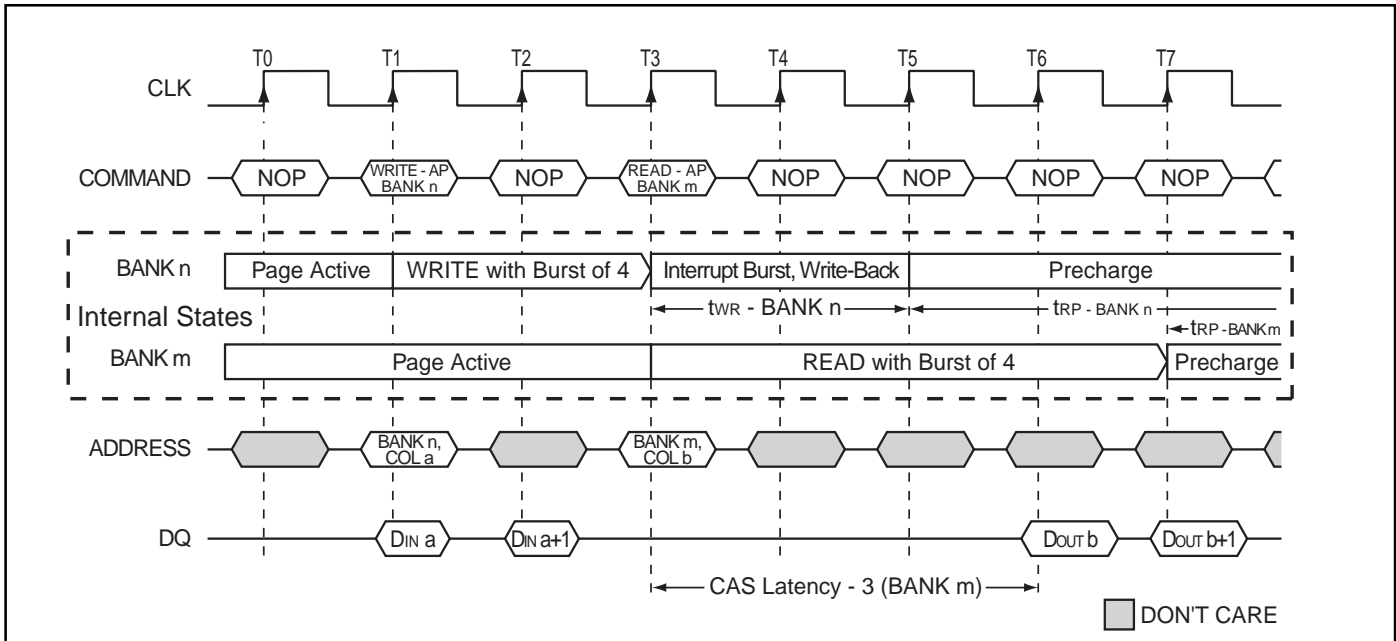 T0 T1 T2 T3 T4 T5 T6 T7
CLK
COMMAND NOP WRITE - AP BANK n NOP READ - AP BANK m NOP NOP NOP NOP
BANK n Page Active WRITE with Burst of 4 Interrupt Burst, Write-Back Precharge
tWR - BANK n tRP - BANK n
Internal States
tRP - BANK m
BANK m Page Active READ with Burst of 4 Precharge
ADDRESS BANK n, COL a BANK m, COL b
DQ DIN a DIN a+1 DOUT b DOUT b+1
CAS Latency - 3 (BANK m)
DON'T CARE